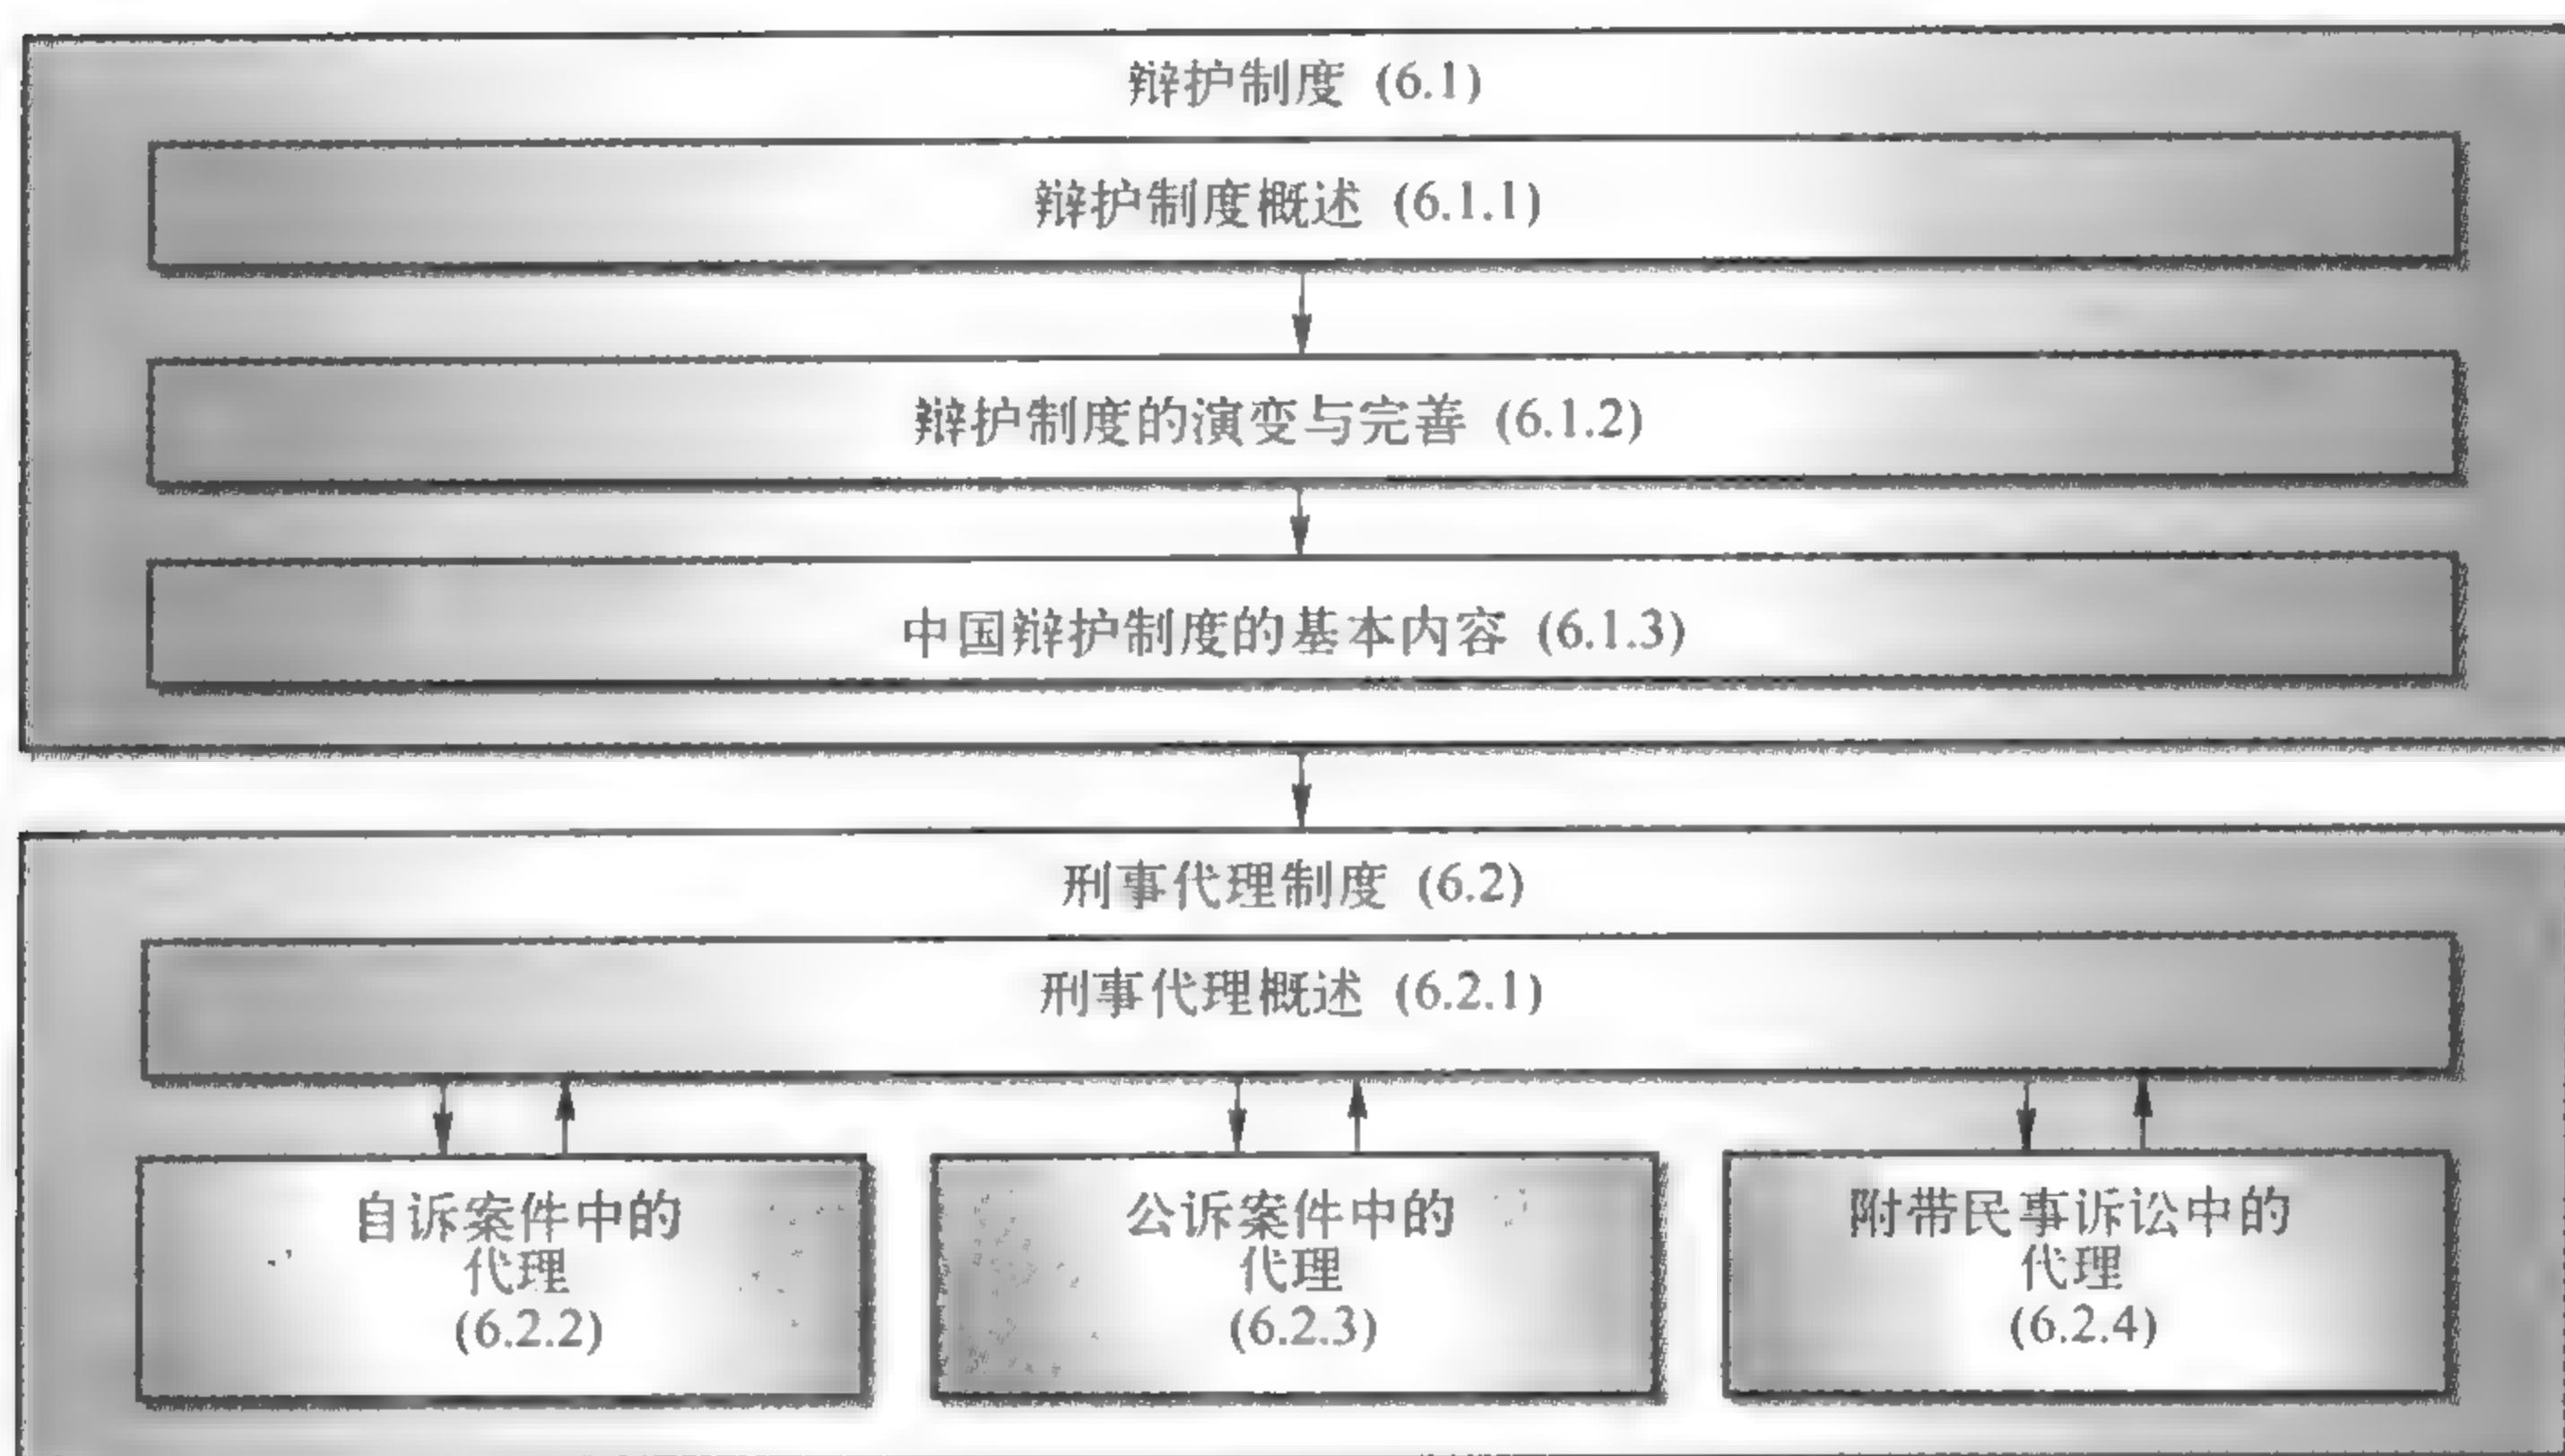 辩护制度 (6.1)
辩护制度概述 (6.1.1)
辩护制度的演变与完善 (6.1.2)
中国辩护制度的基本内容 (6.1.3)
刑事代理制度 (6.2)
刑事代理概述 (6.2.1)
自诉案件中的
代理
(6.2.2)
公诉案件中的
代理
(6.2.3)
附带民事诉讼中的
代理
(6.2.4)